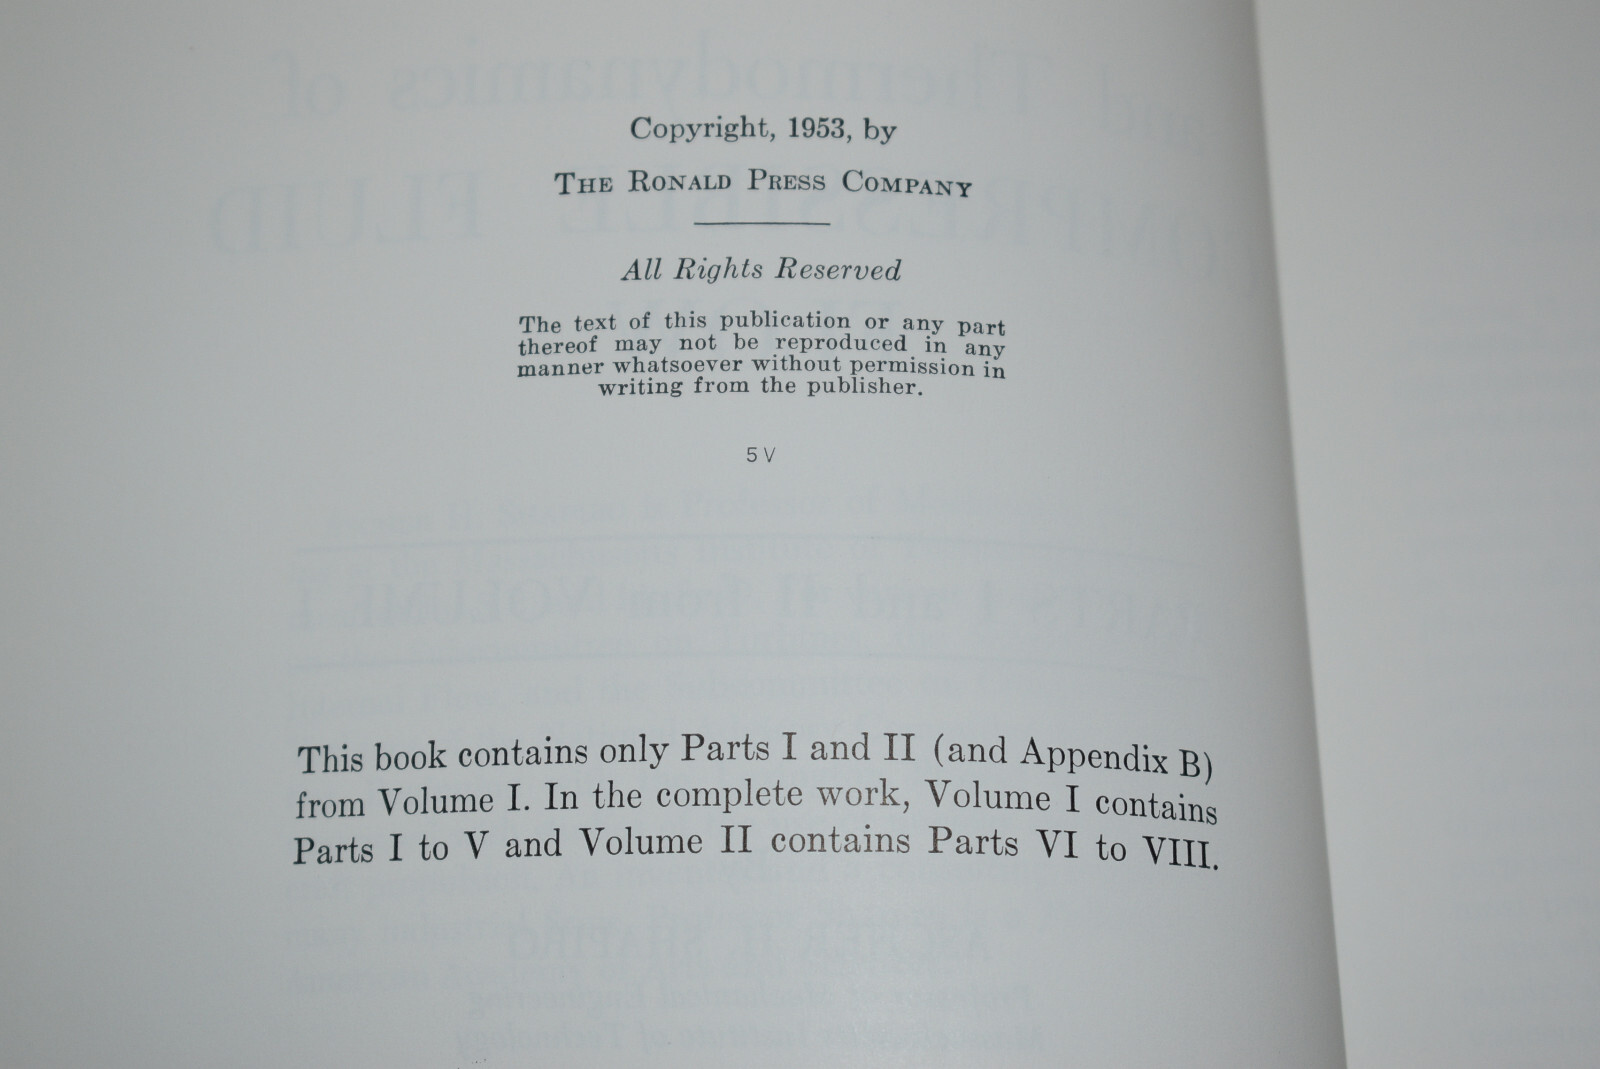 Copyright, 1953, by
THE RONALD PRESS COMPANY
All Rights Reserved
The text of this publication or any part
thereof may not be reproduced in any
manner whatsoever without permission in
writing from the publisher.
5 V
This book contains only Parts I and II (and Appendix B)
from Volume I. In the complete work, Volume I contains
Parts I to V and Volume II contains Parts VI to VIII.